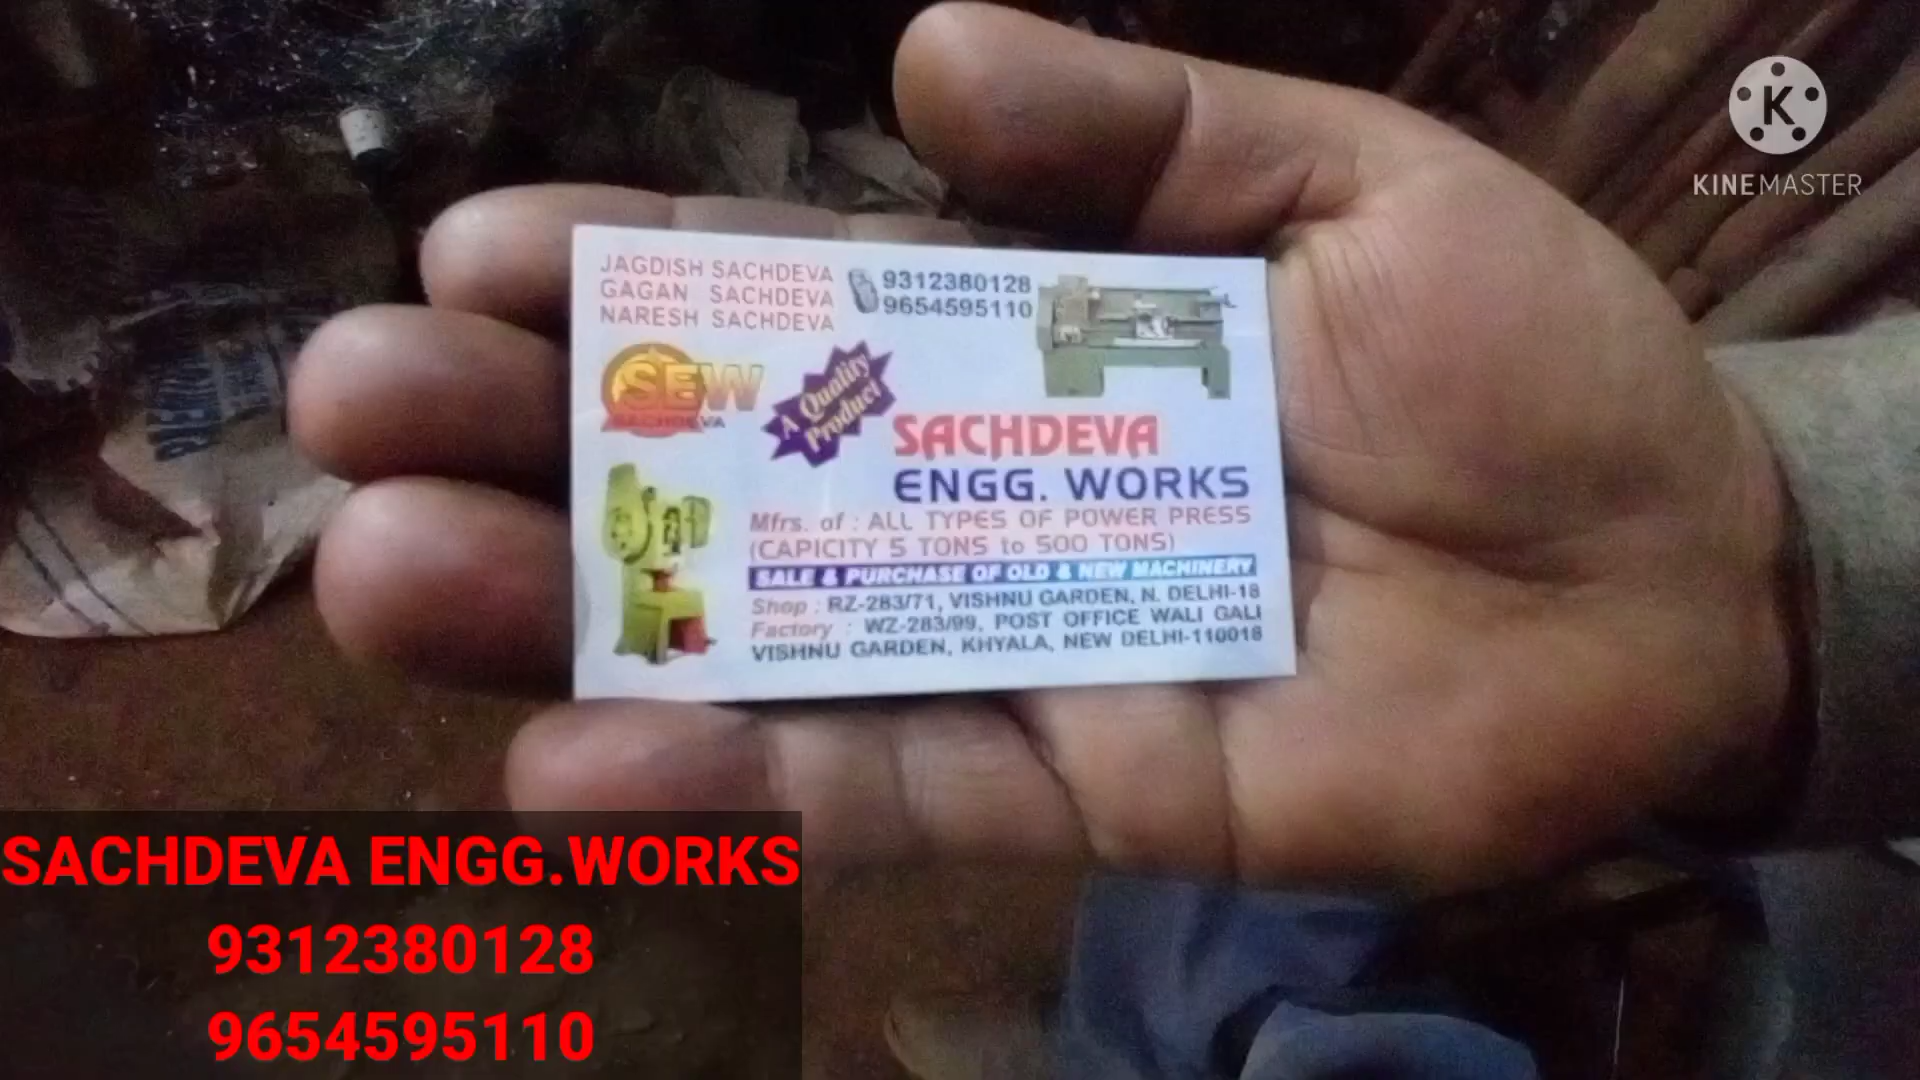 KINEMASTER
JAGDISH SACHDEVA
GAGAN SACHDEVA
NARESH SACHDEVA
9312380128
9654595110
SEW
SACHDEVA
A Quality
Product
SACHDEVA
ENGG. WORKS
Mfrs. of : ALL TYPES OF POWER PRESS
(CAPICITY 5 TONS to 500 TONS)
SALE & PURCHASE OF OLD & NEW MACHINERY
Shop : RZ-283/71, VISHNU GARDEN, N. DELHI-18
Factory : WZ-283/99, POST OFFICE WALI GALI
VISHNU GARDEN, KHYALA, NEW DELHI-110018
SACHDEVA ENGG.WORKS
9312380128
9654595110